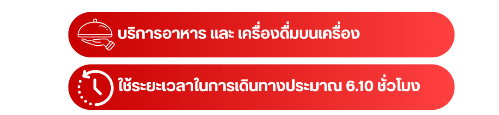 บริการอาหาร และ เครื่องดื่มบนเครื่อง
ใช้ระยะเวลาในการเดินทางประมาณ 6.10 ชั่วโมง